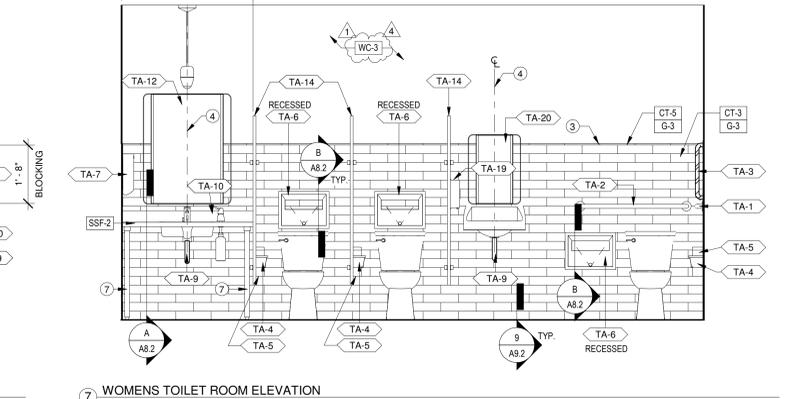 1
4
WC-3
TA-12
TA-14
RECESSED
TA-6
RECESSED
TA-6
TA-14
4
TA-20
CT-5
G-3
CT-3
G-3
3
4
1' - 8"
BLOCKING
TA-7
B
A8.2
TYP.
TA-19
TA-3
TA-10
TA-2
TA-1
SSF-2
TA-9
TA-9
TA-5
TA-4
7
7
B
A8.2
A
A8.2
TA-4
TA-5
TA-4
TA-5
9
A9.2
TYP.
TA-6
RECESSED
7
WOMENS TOILET ROOM ELEVATION